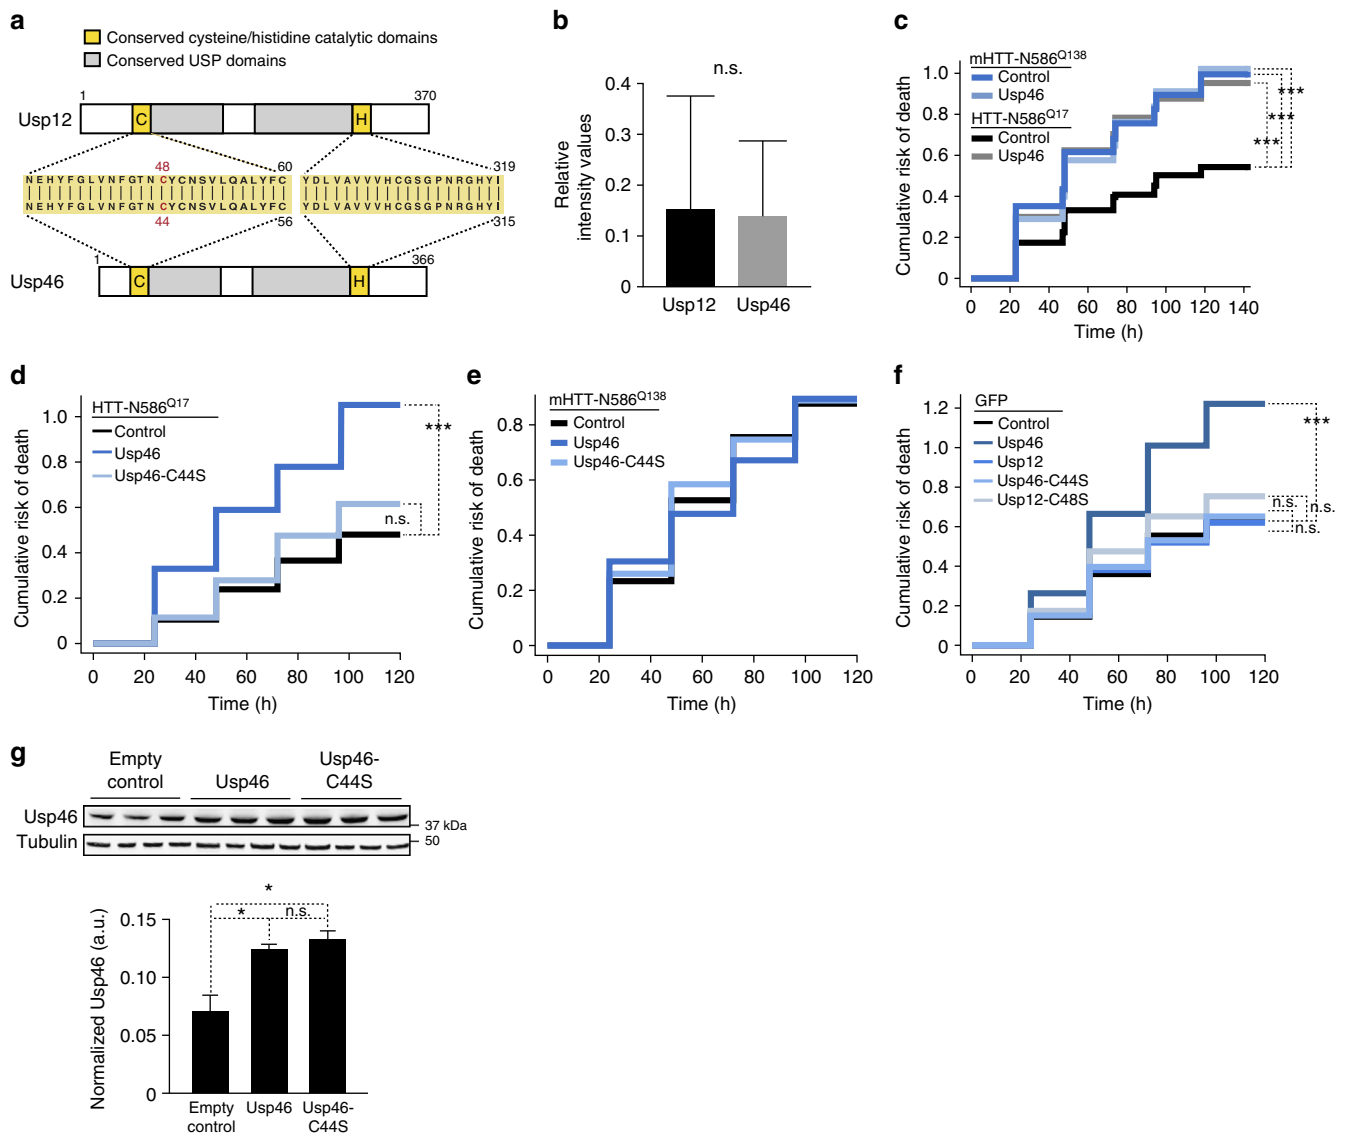 a
Conserved cysteine/histidine catalytic domains
Conserved USP domains
1
370
Usp12
C
H
48
60
319
NEHYFGLVNFGTNCYCNSVLQALYFC
YDLVAVVVHCGSGPNRGHYI
NEHYFGLVNFGTNCYCNSVLQALYFC
YDLVAVVVHCGSGPNRGHYI
44
56
315
1
366
Usp46
C
H
b
n.s.
Relative
intensity values
0.4
0.3
0.2
0.1
0
Usp12
Usp46
c
mHTT-N586Q138
Control
Usp46
HTT-N586Q17
Control
Usp46
***
***
***
Cumulative risk of death
1.0
0.8
0.6
0.4
0.2
0
0 20 40 60 80 100 120 140
Time (h)
d
HTT-N586Q17
Control
Usp46
Usp46-C44S
***
n.s.
Cumulative risk of death
1.0
0.8
0.6
0.4
0.2
0
0 20 40 60 80 100 120
Time (h)
e
mHTT-N586Q138
Control
Usp46
Usp46-C44S
Cumulative risk of death
0.8
0.6
0.4
0.2
0
0 20 40 60 80 100 120
Time (h)
f
GFP
Control
Usp46
Usp12
Usp46-C44S
Usp12-C48S
***
n.s.
n.s.
n.s.
Cumulative risk of death
1.2
1.0
0.8
0.6
0.4
0.2
0
0 20 40 60 80 100 120
Time (h)
g
Empty
control
Usp46
Usp46-
C44S
Usp46
37 kDa
Tubulin
50
*
* n.s.
Normalized Usp46 (a.u.)
0.15
0.10
0.05
0
Empty
control
Usp46
Usp46-
C44S